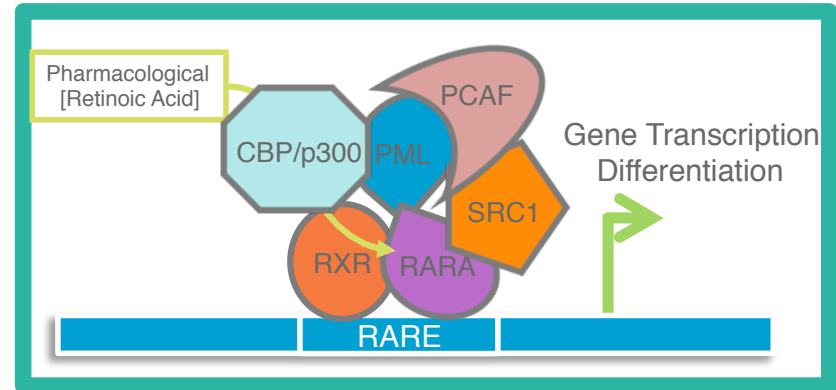 Pharmacological
[Retinoic Acid]
CBP/p300
PML
PCAF
SRC1
RXR
RARA
RARE
Gene Transcription
Differentiation